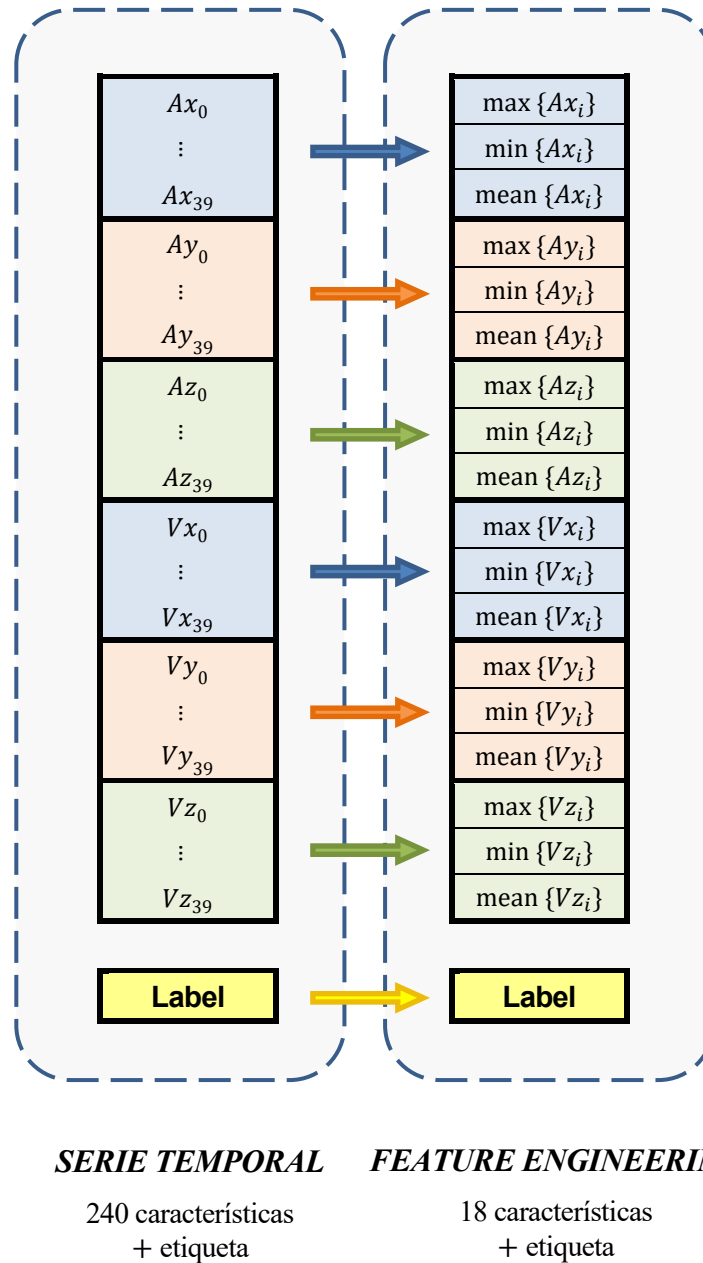 Ax₀
⋮
Ax₃₉
Ay₀
⋮
Ay₃₉
Az₀
⋮
Az₃₉
Vx₀
⋮
Vx₃₉
Vy₀
⋮
Vy₃₉
Vz₀
⋮
Vz₃₉
Label
SERIE TEMPORAL
240 características
+ etiqueta
max {Axᵢ}
min {Axᵢ}
mean {Axᵢ}
max {Ayᵢ}
min {Ayᵢ}
mean {Ayᵢ}
max {Azᵢ}
min {Azᵢ}
mean {Azᵢ}
max {Vxᵢ}
min {Vxᵢ}
mean {Vxᵢ}
max {Vyᵢ}
min {Vyᵢ}
mean {Vyᵢ}
max {Vzᵢ}
min {Vzᵢ}
mean {Vzᵢ}
Label
FEATURE ENGINEERIN
18 características
+ etiqueta